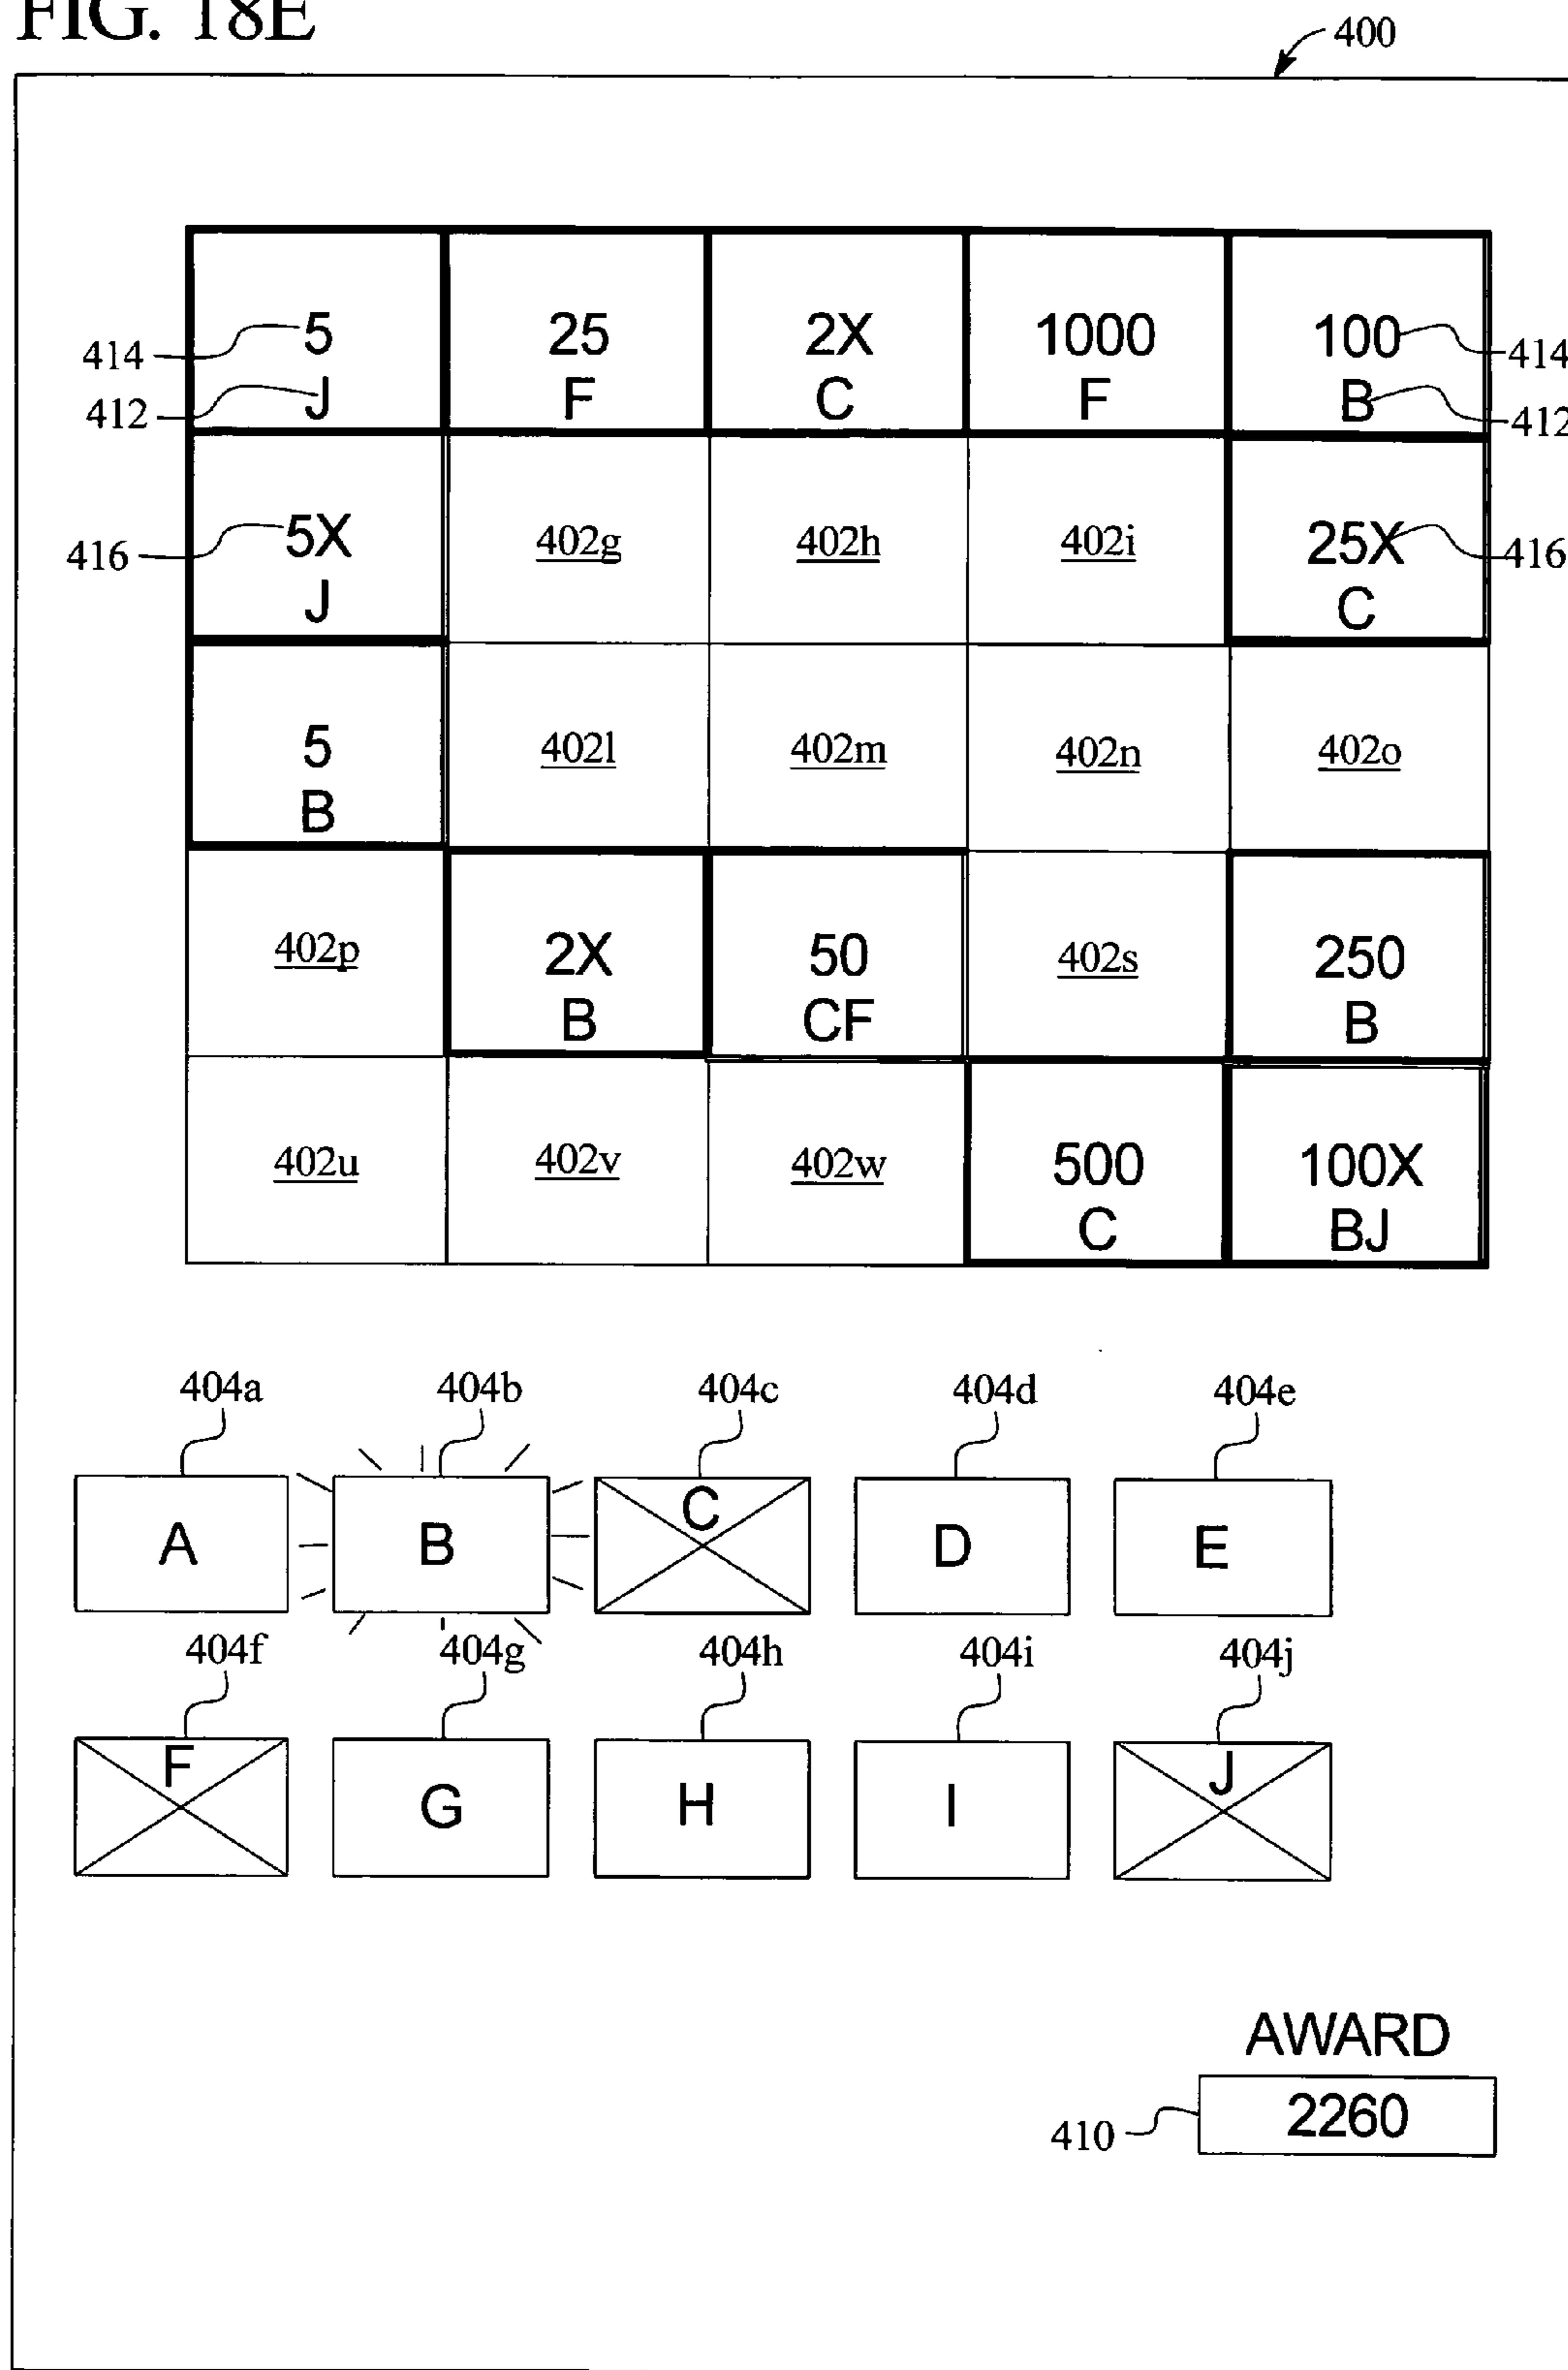 FIG. 18E
400
5 25 2X 1000 100
414 414
J F C F B
412 412
5X 402g 402h 402i 25X
416 416
J C
5 402l 402m 402n 402o
B
402p 2X 50 402s 250
B CF B
402u 402v 402w 500 100X
C BJ
404a 404b 404c 404d 404e
A B C D E
404f 404g 404h 404i 404j
F G H I J
AWARD
410 2260